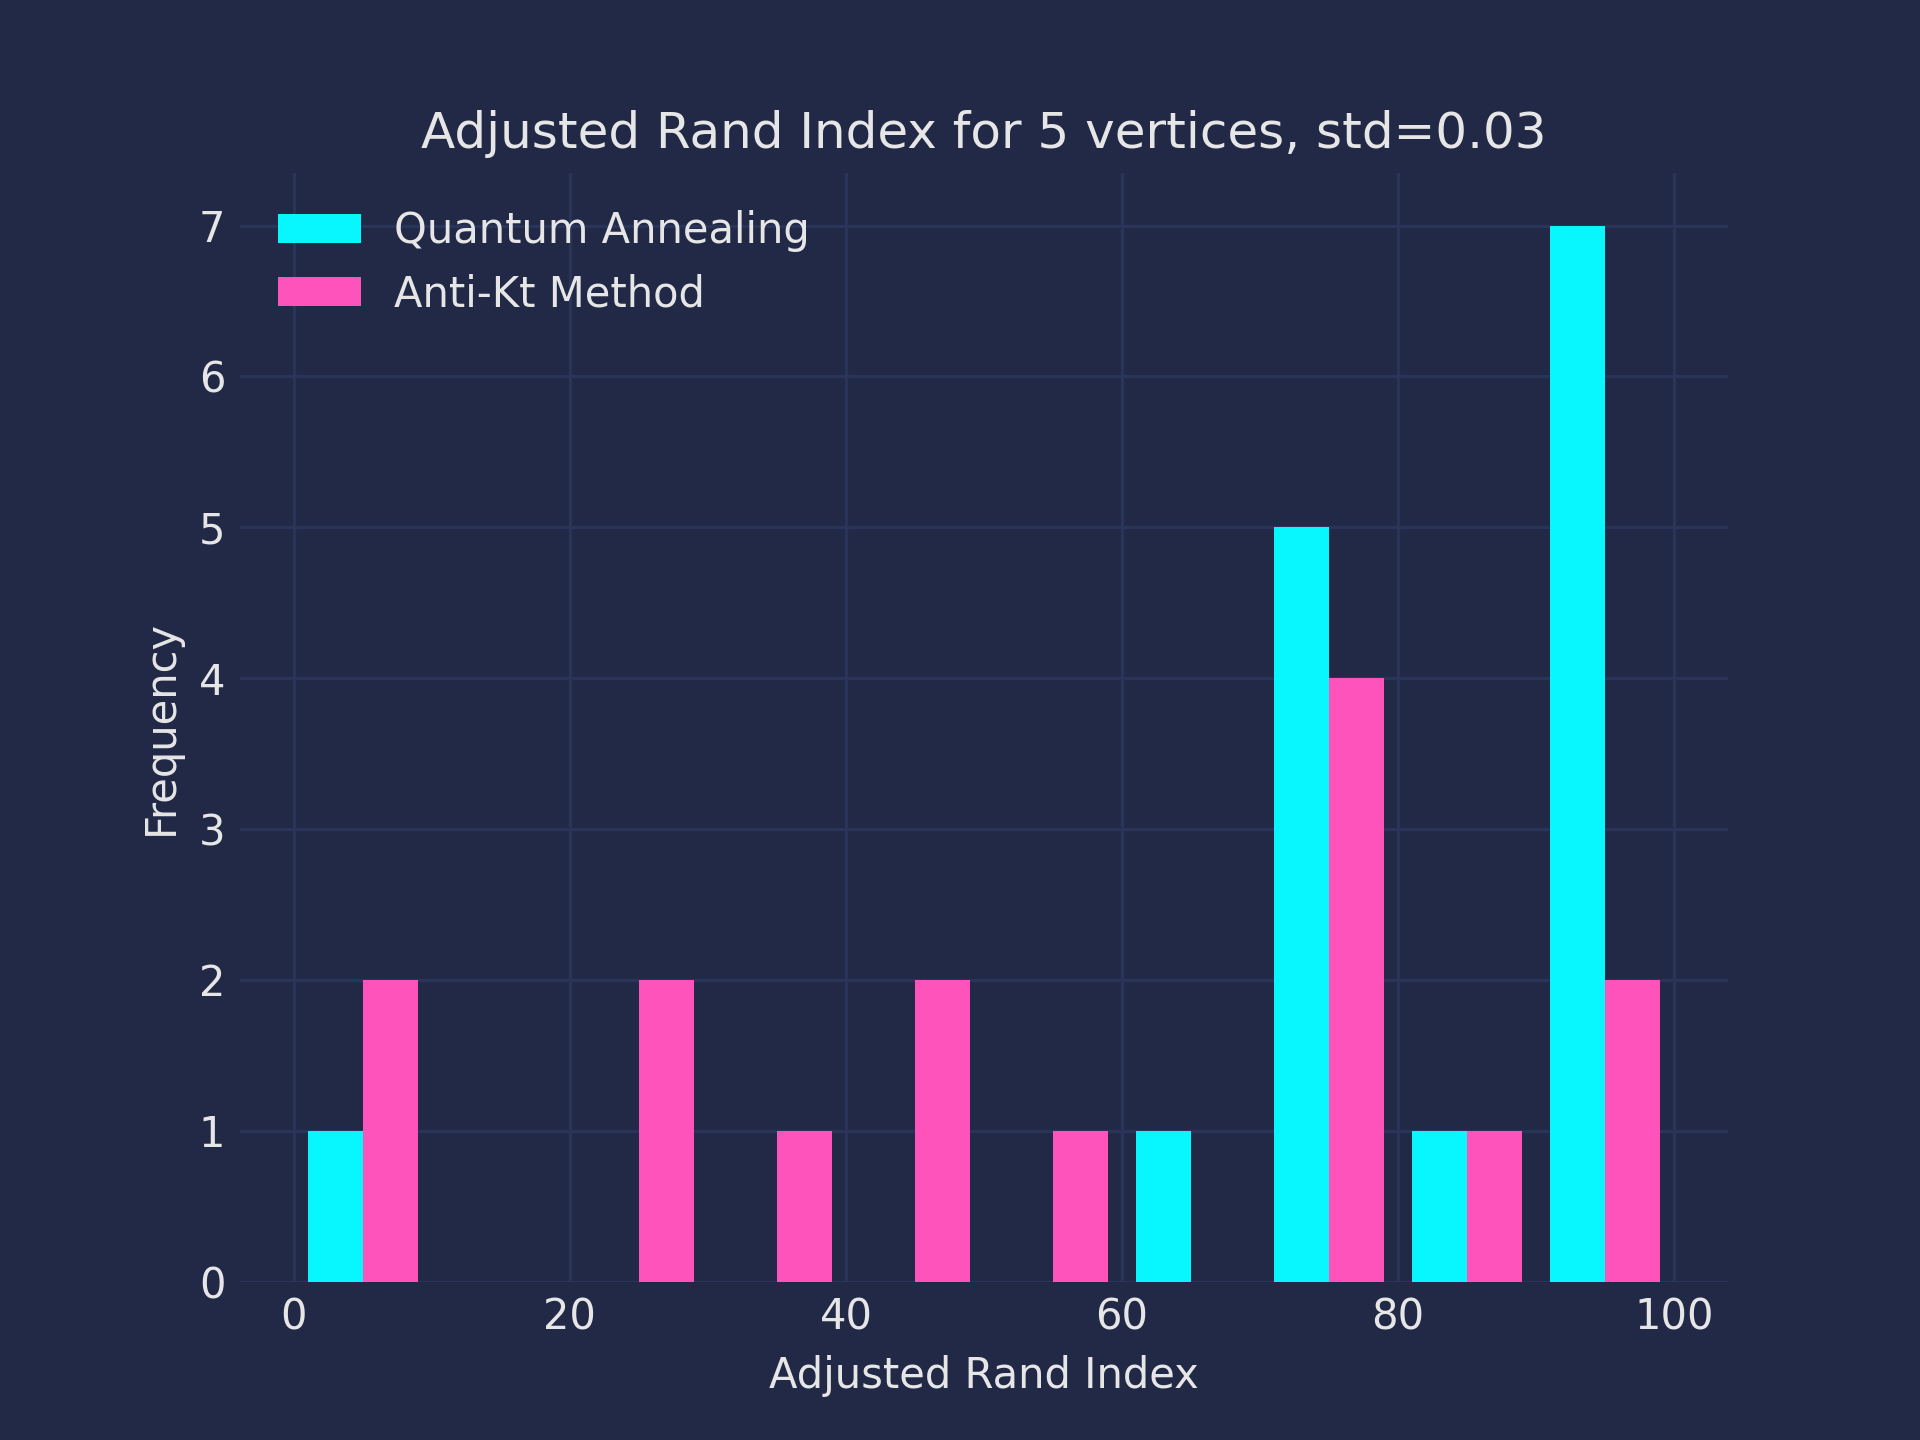 Adjusted Rand Index for 5 vertices, std=0.03
Quantum Annealing
Anti-Kt Method
7
6
5
4
3
2
1
0
Frequency
0 20 40 60 80 100
Adjusted Rand Index